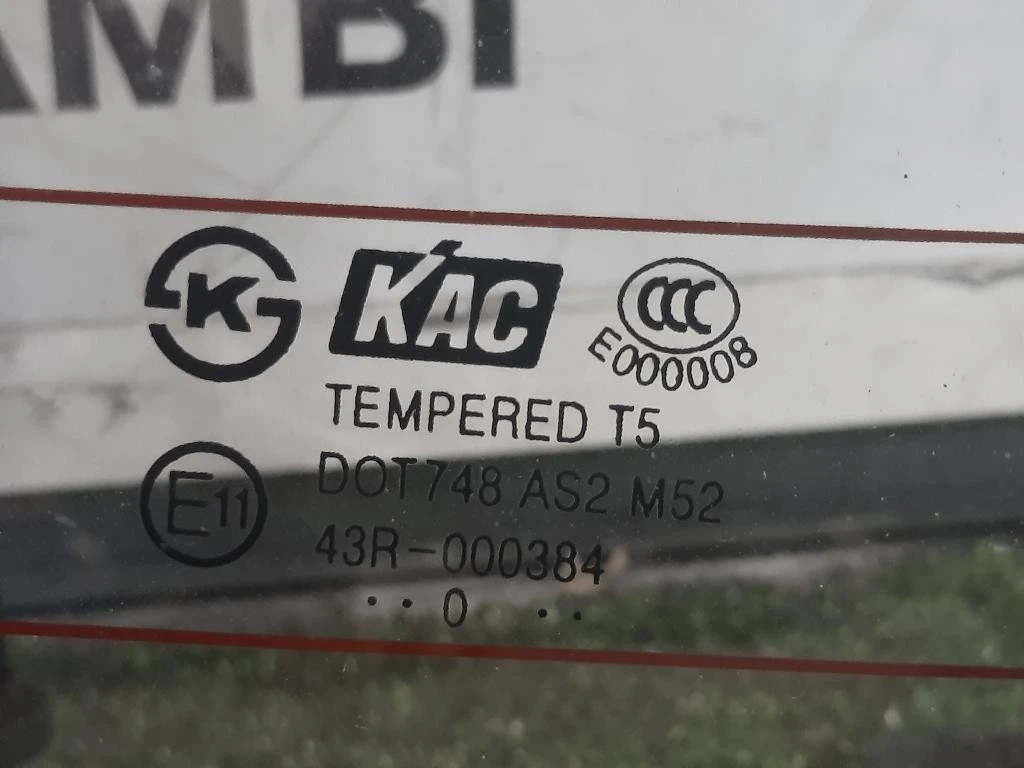 AMBI
K KAC CCC
E000008
TEMPERED T5
E11 DOT748 AS2 M52
43R-000384
. . 0 . .